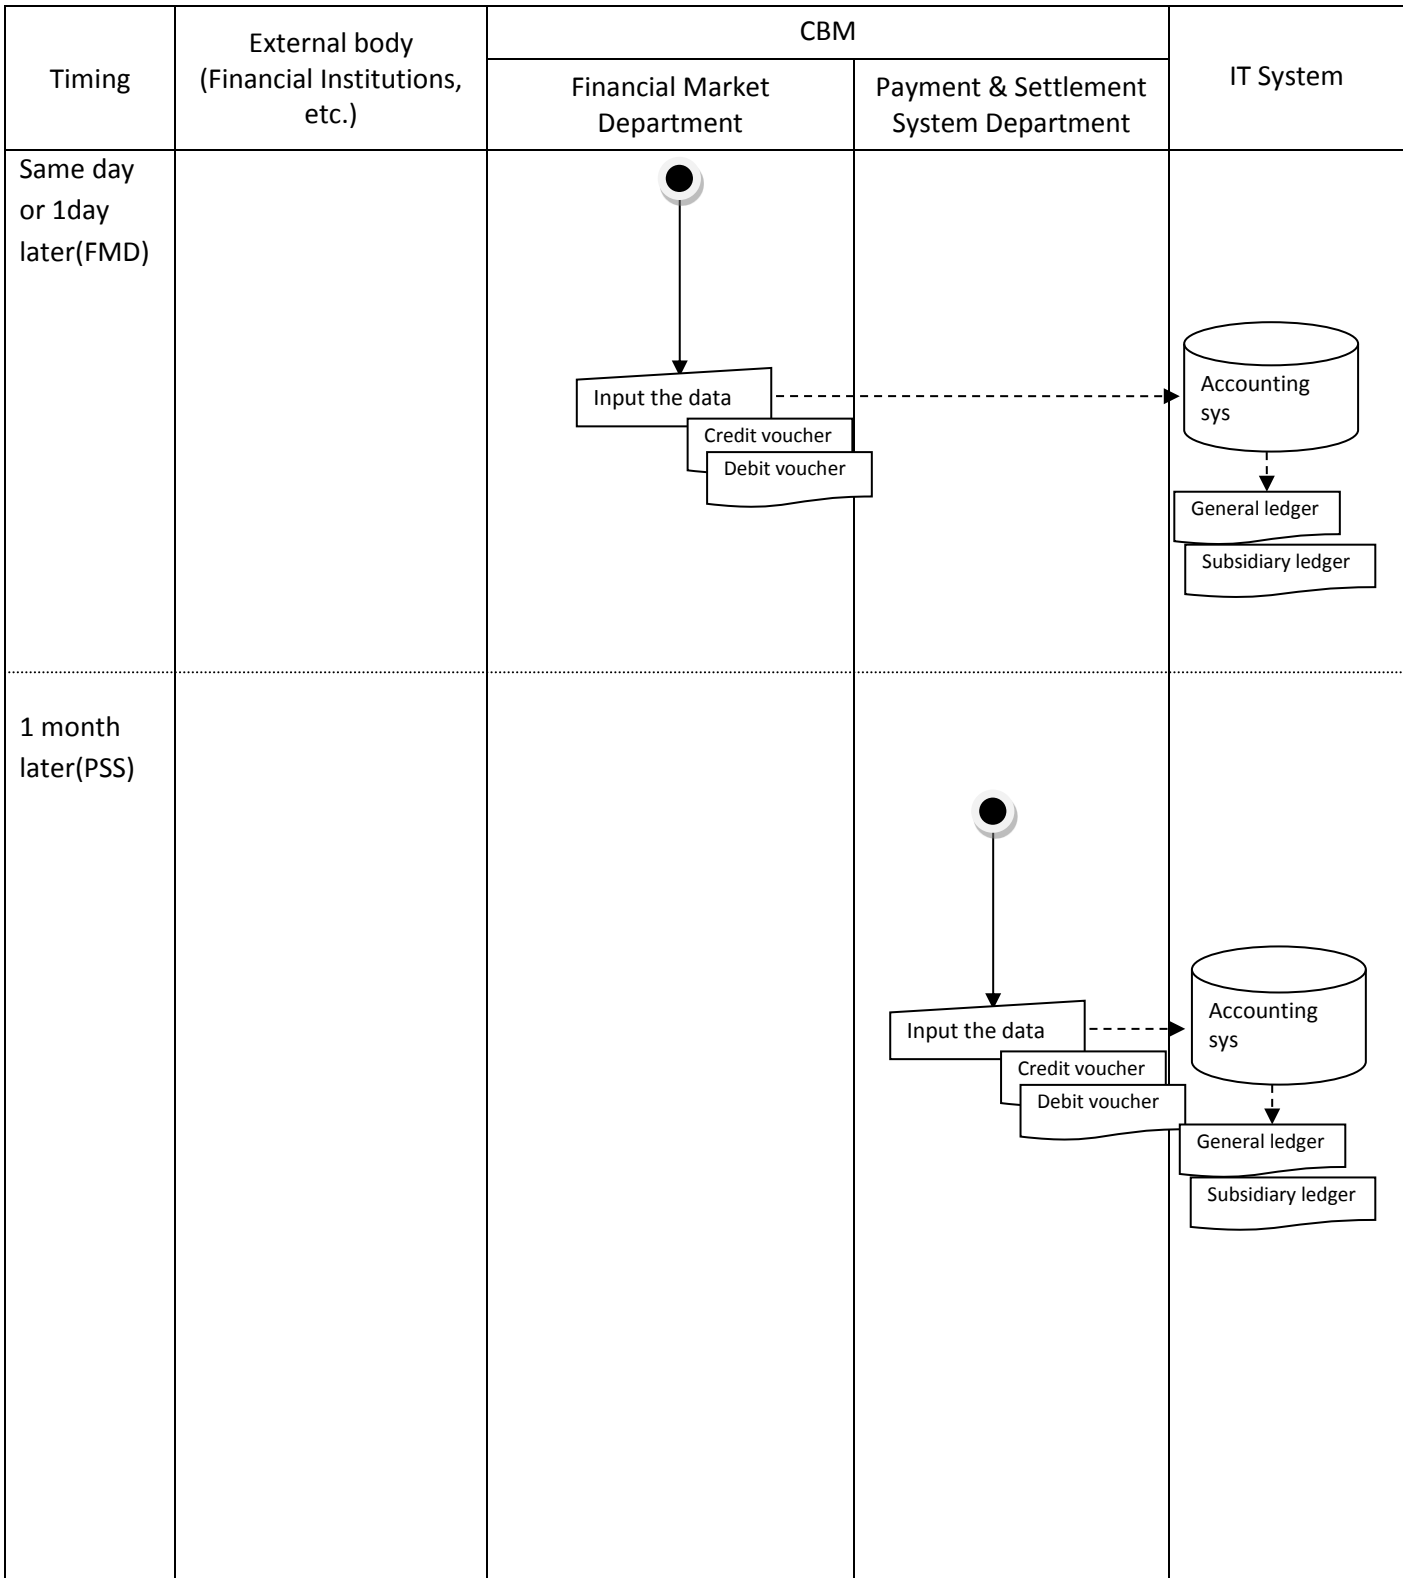 Timing
External body
(Financial Institutions,
etc.)
CBM
Financial Market
Department
Payment & Settlement
System Department
IT System
Same day
or 1day
later(FMD)
Input the data
Credit voucher
Debit voucher
Accounting
sys
General ledger
Subsidiary ledger
1 month
later(PSS)
Input the data
Credit voucher
Debit voucher
Accounting
sys
General ledger
Subsidiary ledger